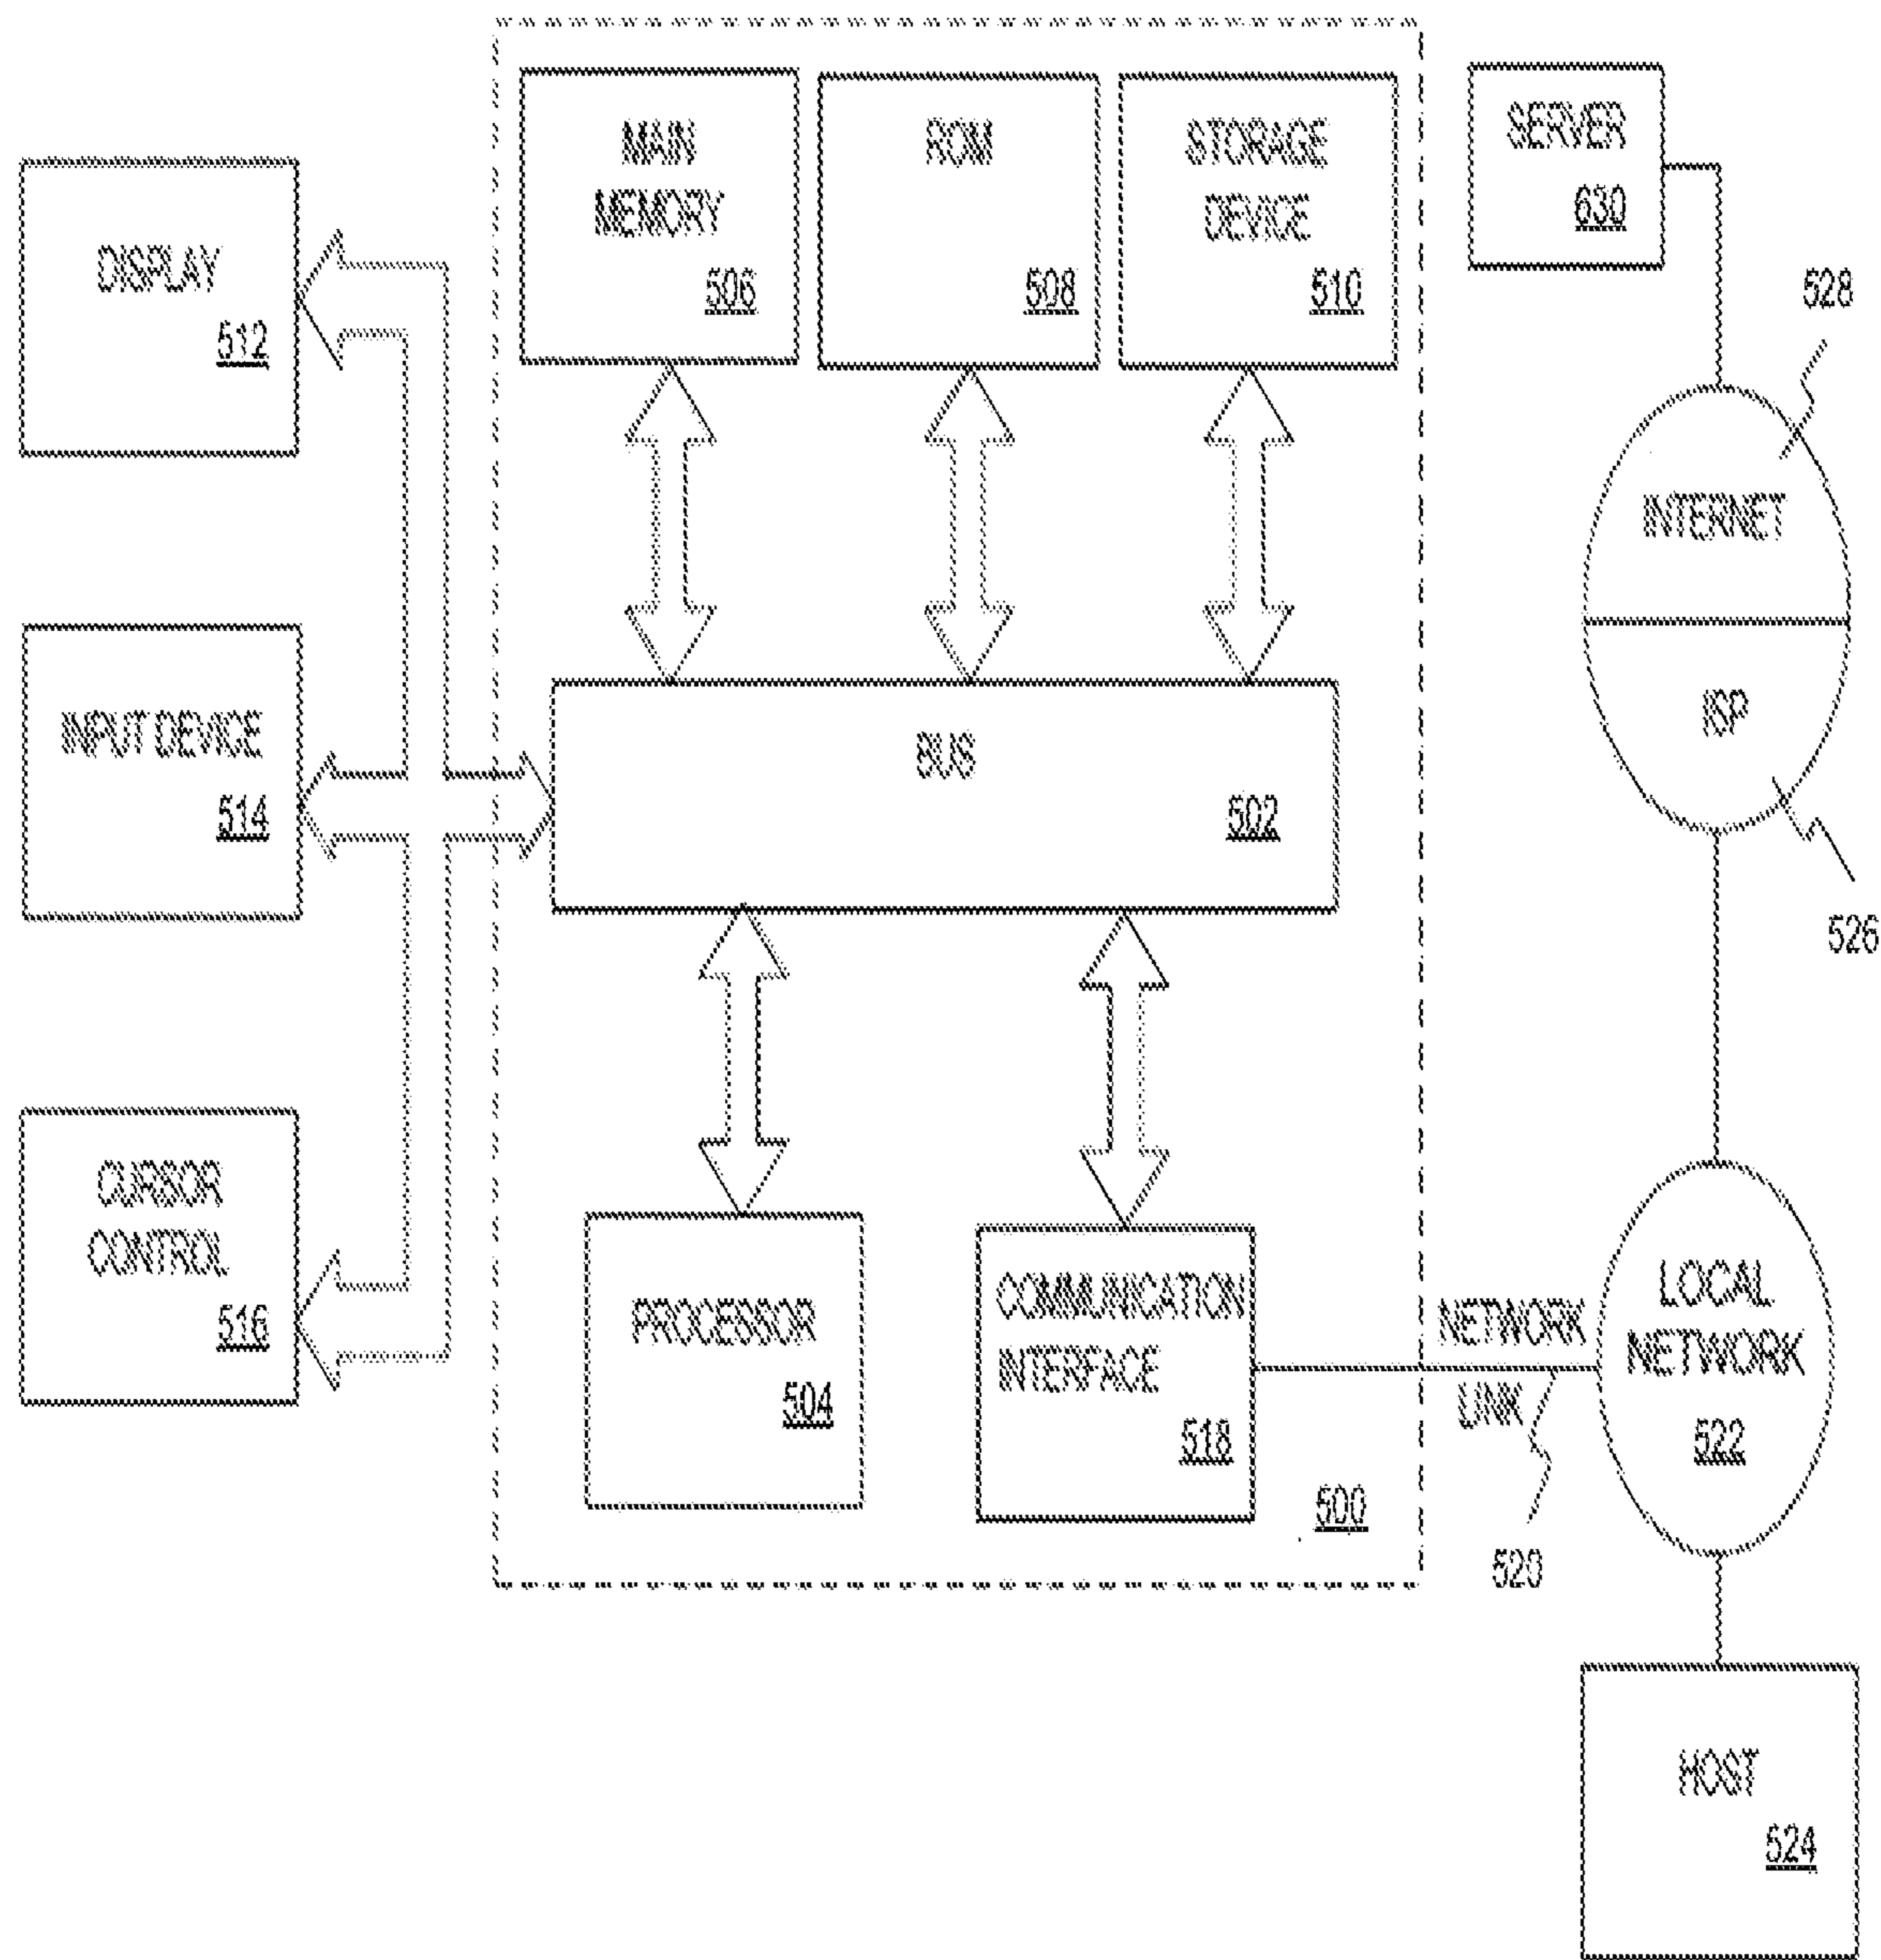 DISPLAY
512
INPUT DEVICE
514
CURSOR
CONTROL
516
MAIN
MEMORY
506
ROM
508
STORAGE
DEVICE
510
BUS
502
PROCESSOR
504
COMMUNICATION
INTERFACE
518
500
SERVER
630
528
INTERNET
ISP
526
NETWORK
LINK
520
LOCAL
NETWORK
522
HOST
524